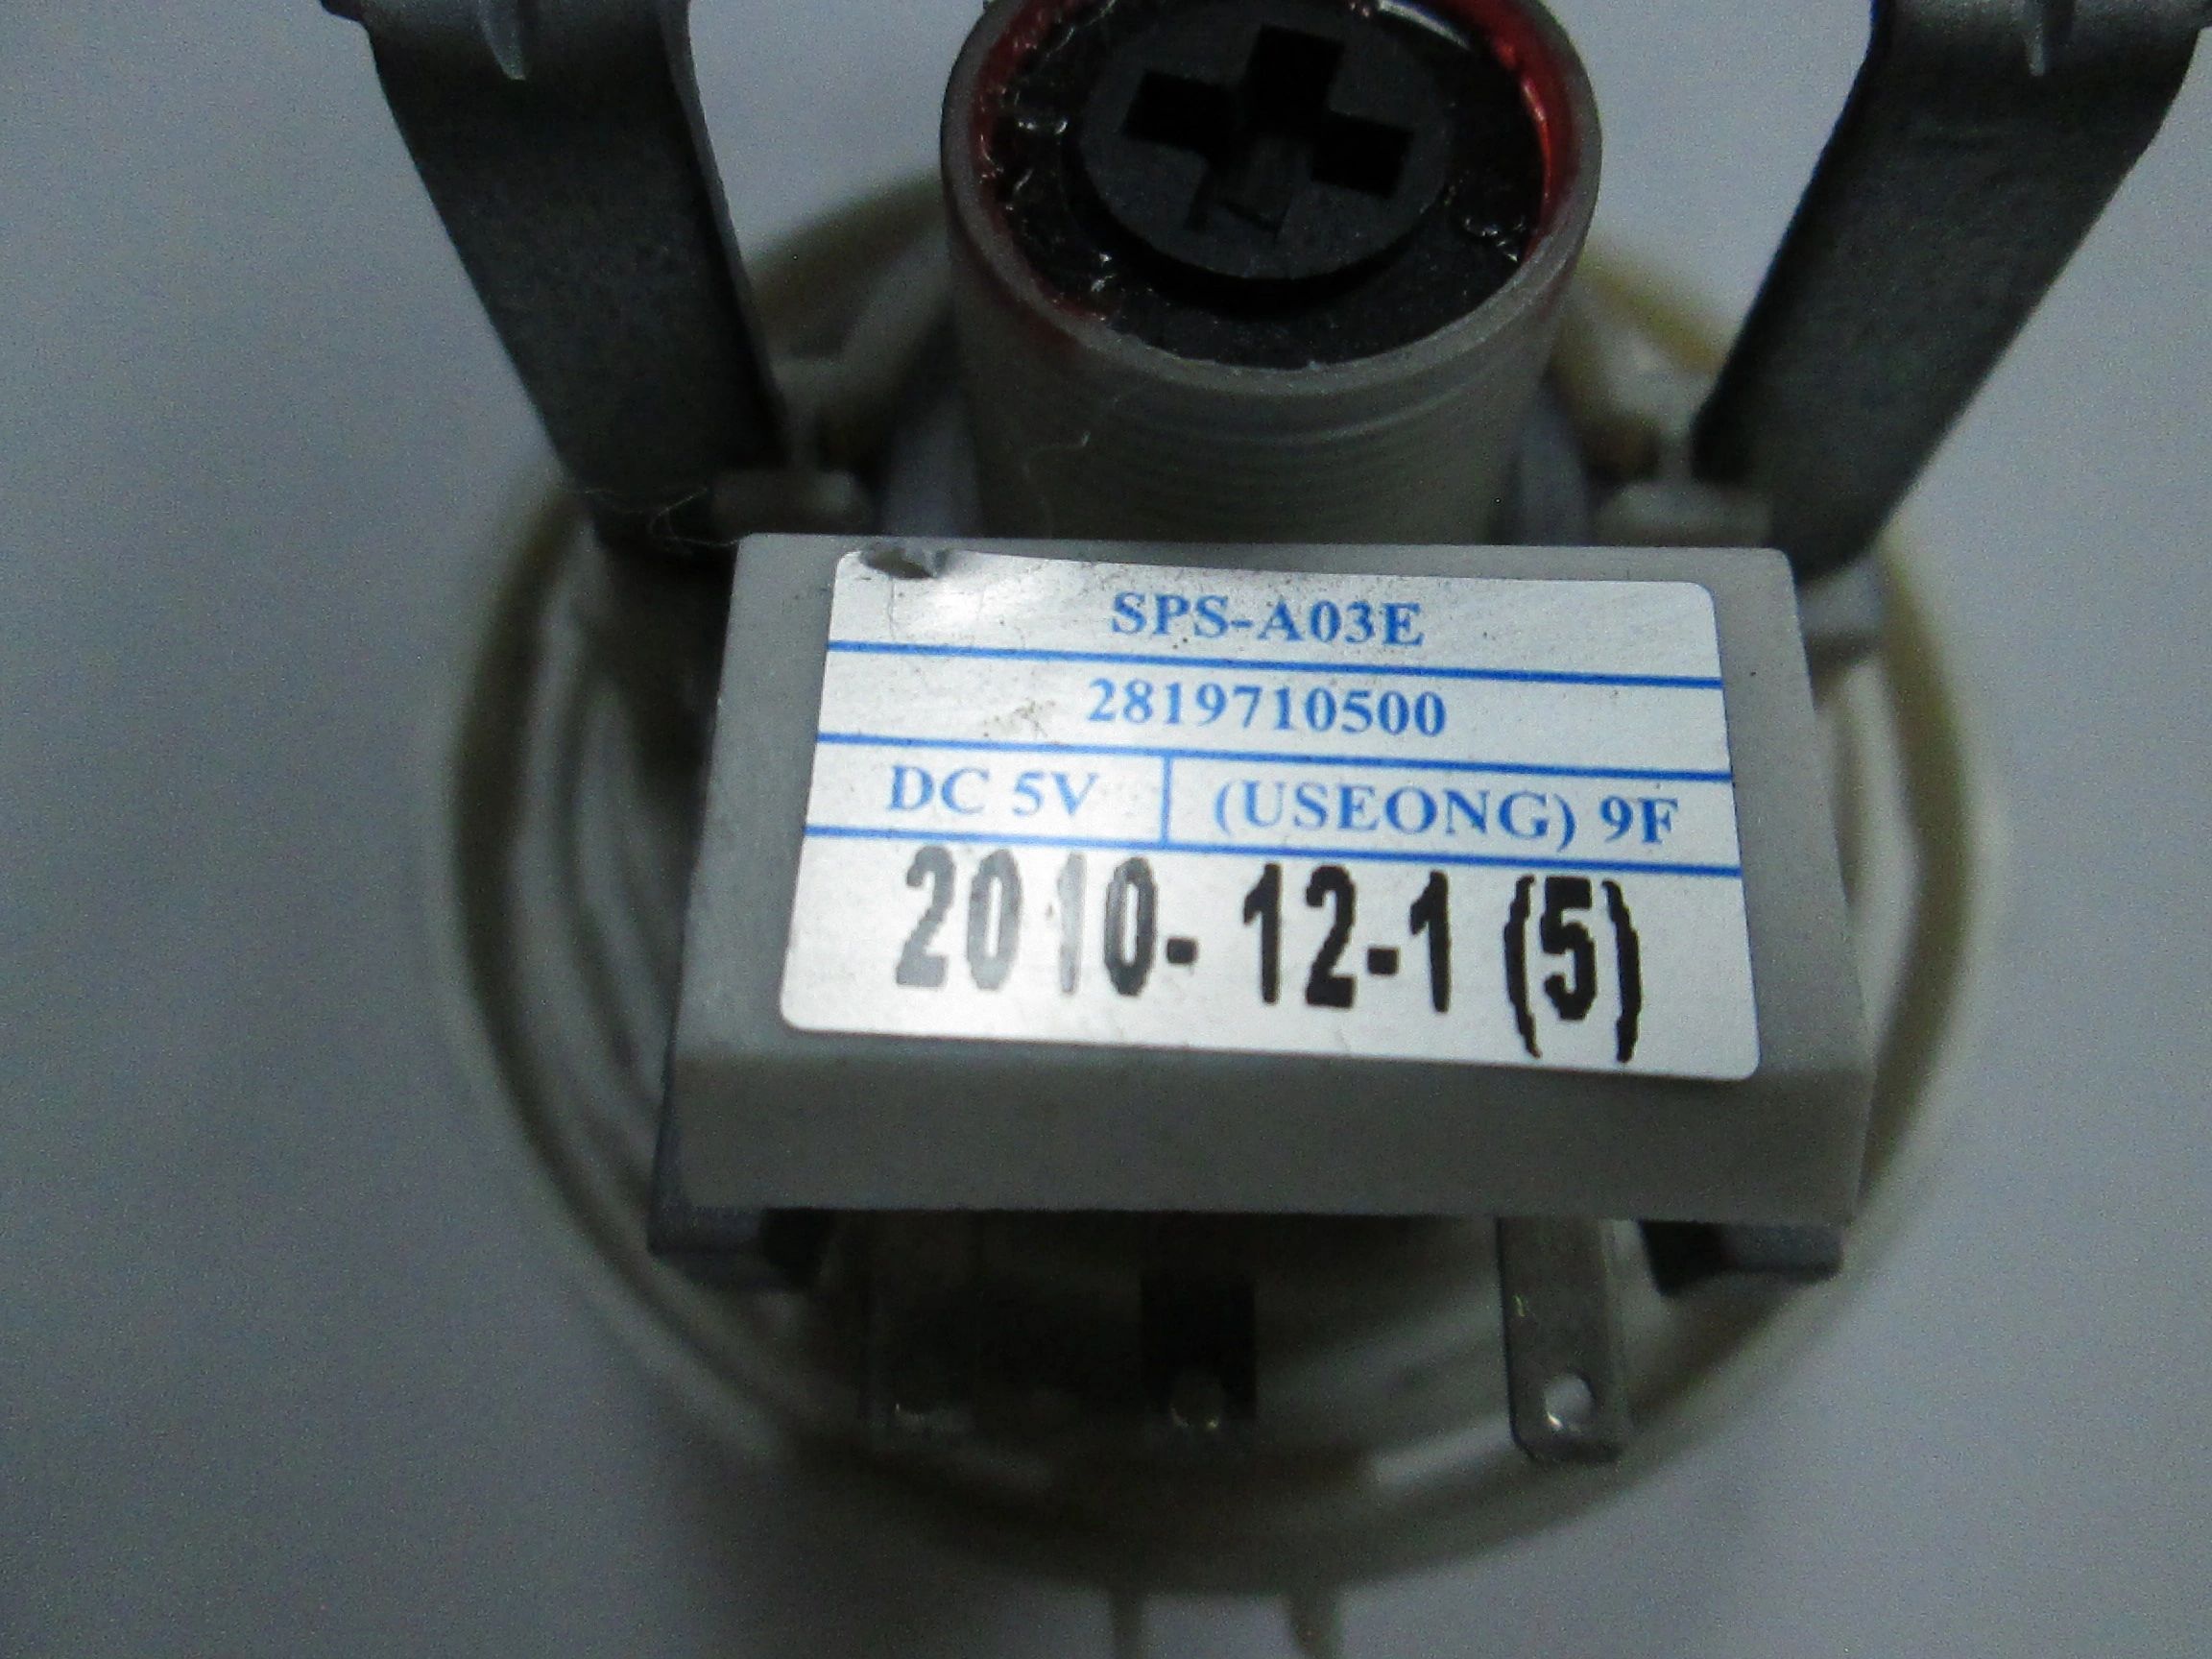 SPS-A03E
2819710500
DC 5V (USEONG) 9F
2010- 12-1 (5)